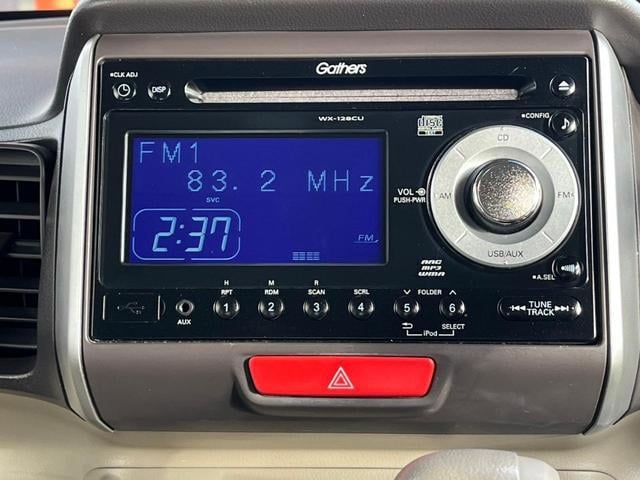 Gathers
CLK ADJ
DISP
WX-128CU
disc
TEXT
CONFIG
FM1
83.2 MHz
SVC
2:37
FM
VOL
PUSH-PWR
CD
AM
FM
USB/AUX
AAC
MP3
WMA
A.SEL
H M R
RPT RDM SCAN SCRL FOLDER
1 2 3 4 5 6
AUX
iPod SELECT
TUNE
TRACK